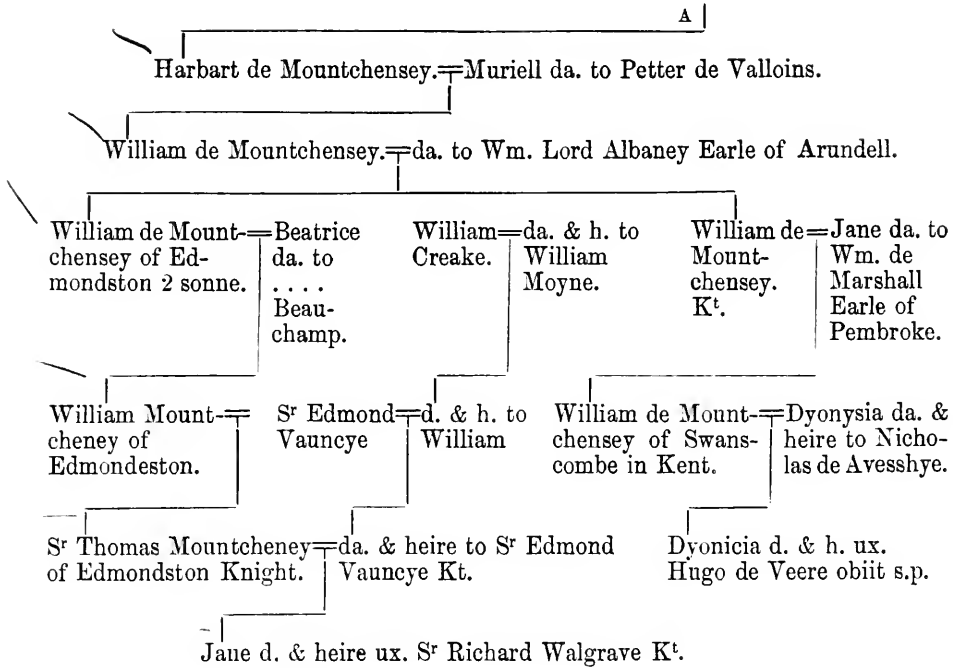 A
Harbart de Mountchensey.=Muriell da. to Petter de Valloins.
William de Mountchensey.=da. to Wm. Lord Albaney Earle of Arundell.
William de Mount-
chensey of Ed-
mondston 2 sonne.
=Beatrice
da. to
. . . .
Beau-
champ.
William
Creake.
=da. & h. to
William
Moyne.
William de
Mount-
chensey.
Kt.
=Jane da. to
Wm. de
Marshall
Earle of
Pembroke.
William Mount-=
cheney of
Edmondeston.
Sr Edmond
Vauncye
=d. & h. to
William
William de Mount-
chensey of Swans-
combe in Kent.
=Dyonysia da. &
heire to Nicho-
las de Avesshye.
Sr Thomas Mountcheney
of Edmondston Knight.
=da. & heire to Sr Edmond
Vauncye Kt.
Dyonicia d. & h. ux.
Hugo de Veere obiit s.p.
Jane d. & heire ux. Sr Richard Walgrave Kt.